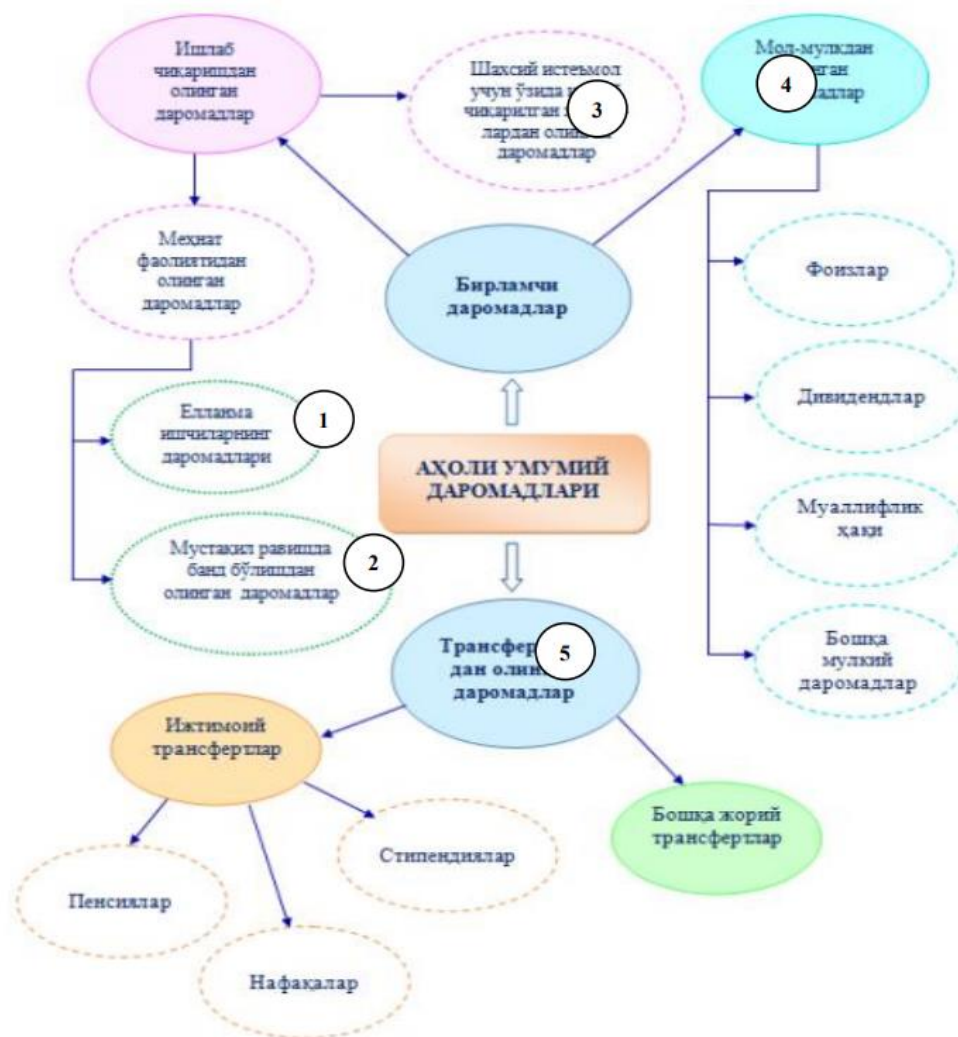 Ишлаб
чиқаришдан
олинган
даромадлар
Шахсий истеъмол
учун ўзида
чиқарилган
лардан
даромадлар
3
Мол-мулкдан
4
Меҳнат
фаолиятидан
олинган
даромадлар
Бирламчи
даромадлар
Фоизлар
Дивидендлар
Муаллифлик
ҳақи
Бошқа
мулкий
даромадлар
Ёлланма
ишчиларнинг
даромадлари
1
АҲОЛИ УМУМИЙ
ДАРОМАДЛАРИ
Мустақил равишда
банд бўлишдан
олинган даромадлар
2
дан
даромадлар
5
Ижтимоий
трансфертлар
Бошқа жорий
трансфертлар
Стипендиялар
Пенсиялар
Нафақалар